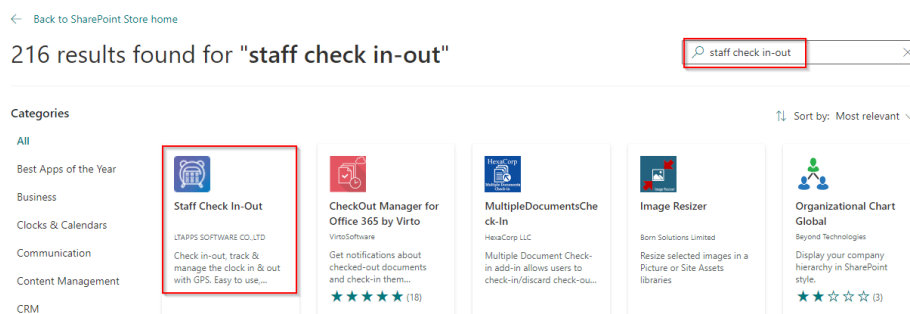 ← Back to SharePoint Store home
216 results found for "staff check in-out"
staff check in-out
Categories
Sort by: Most relevant
All
Best Apps of the Year
Business
Clocks & Calendars
Communication
Content Management
CRM
Staff Check In-Out
LTAPPS SOFTWARE CO.,LTD
Check in-out, track &
manage the clock in & out
with GPS. Easy to use,...
CheckOut Manager for
Office 365 by Virto
VirtoSoftware
Get notifications about
checked-out documents
and check-in them...
(18)
HexaCorp
Multiple Documents
Check-In
MultipleDocumentsChe
ck-In
HexaCorp LLC
Multiple Document Check-
in add-in allows users to
check-in/discard check-ou...
Image Resizer
Image Resizer
Born Solutions Limited
Resize selected images in a
Picture or Site Assets
libraries
Organizational Chart
Global
Beyond Technologies
Display your company
hierarchy in SharePoint
style.
(3)